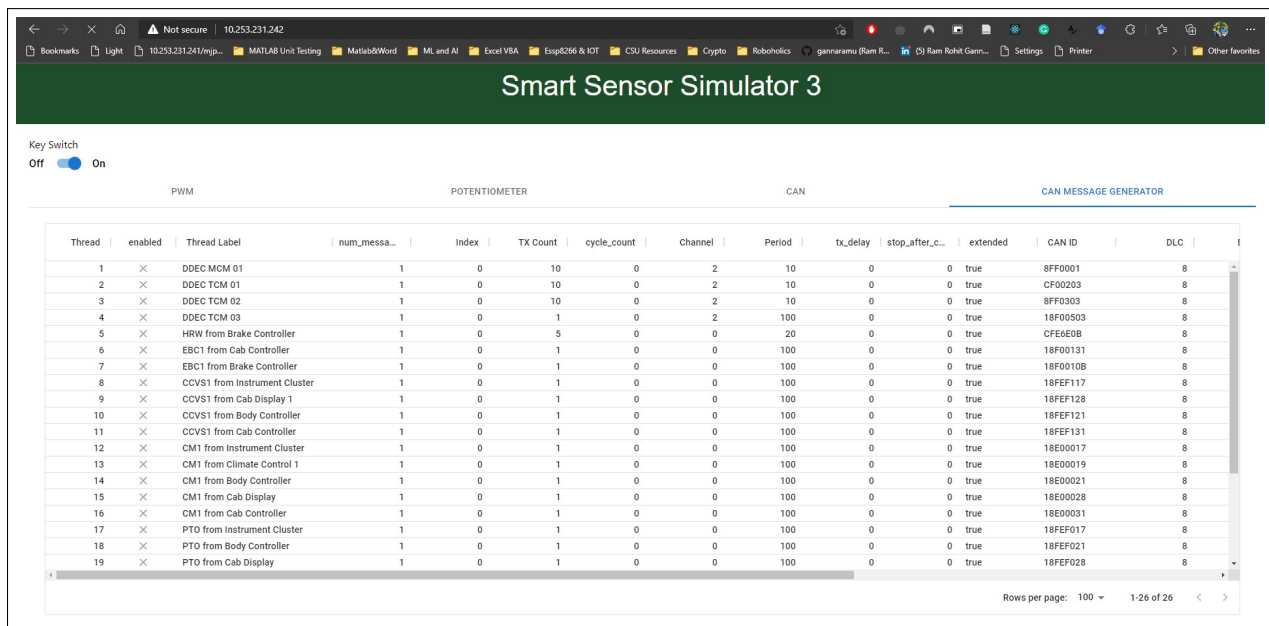 Not secure | 10.253.231.242
Bookmarks Light 10.253.231.241/mjp... MATLAB Unit Testing Matlab&Word ML and AI Excel VBA Essp8266 & IOT CSU Resources Crypto Roboholics gannaramu (Ram R... (5) Ram Rohit Gann... Settings Printer Other favorites
Smart Sensor Simulator 3
Key Switch
Off On
PWM POTENTIOMETER CAN CAN MESSAGE GENERATOR
Thread enabled Thread Label num_messa... Index TX Count cycle_count Channel Period tx_delay stop_after_c... extended CAN ID DLC
1 DDEC MCM 01 1 0 10 0 2 10 0 0 true 8FF0001 8
2 DDEC TCM 01 1 0 10 0 2 10 0 0 true CF00203 8
3 DDEC TCM 02 1 0 10 0 2 10 0 0 true 8FF0303 8
4 DDEC TCM 03 1 0 1 0 2 100 0 0 true 18F00503 8
5 HRW from Brake Controller 1 0 5 0 0 20 0 0 true CFE6E0B 8
6 EBC1 from Cab Controller 1 0 1 0 0 100 0 0 true 18F00131 8
7 EBC1 from Brake Controller 1 0 1 0 0 100 0 0 true 18F0010B 8
8 CCVS1 from Instrument Cluster 1 0 1 0 0 100 0 0 true 18FEF117 8
9 CCVS1 from Cab Display 1 1 0 1 0 0 100 0 0 true 18FEF128 8
10 CCVS1 from Body Controller 1 0 1 0 0 100 0 0 true 18FEF121 8
11 CCVS1 from Cab Controller 1 0 1 0 0 100 0 0 true 18FEF131 8
12 CM1 from Instrument Cluster 1 0 1 0 0 100 0 0 true 18E00017 8
13 CM1 from Climate Control 1 1 0 1 0 0 100 0 0 true 18E00019 8
14 CM1 from Body Controller 1 0 1 0 0 100 0 0 true 18E00021 8
15 CM1 from Cab Display 1 0 1 0 0 100 0 0 true 18E00028 8
16 CM1 from Cab Controller 1 0 1 0 0 100 0 0 true 18E00031 8
17 PTO from Instrument Cluster 1 0 1 0 0 100 0 0 true 18FEF017 8
18 PTO from Body Controller 1 0 1 0 0 100 0 0 true 18FEF021 8
19 PTO from Cab Display 1 0 1 0 0 100 0 0 true 18FEF028 8
Rows per page: 100 1-26 of 26